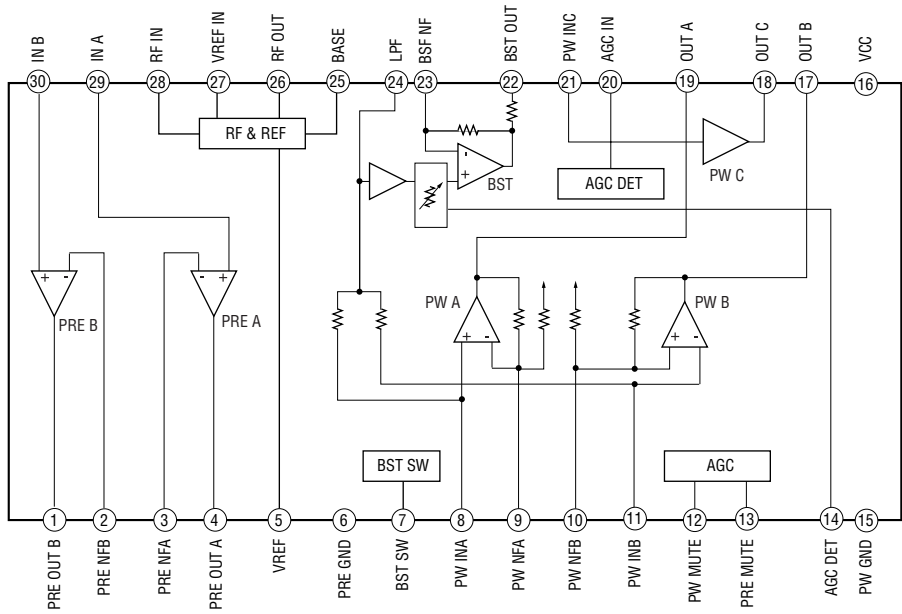 IN B
IN A
RF IN
VREF IN
RF OUT
BASE
LPF
BSF NF
BST OUT
PW INC
AGC IN
OUT A
OUT C
OUT B
VCC
30
29
28
27
26
25
24
23
22
21
20
19
18
17
16
RF & REF
-
+
BST
AGC DET
PW C
+ -
PRE B
- +
PRE A
PW A
+ -
PW B
+ -
BST SW
AGC
1
2
3
4
5
6
7
8
9
10
11
12
13
14
15
PRE OUT B
PRE NFB
PRE NFA
PRE OUT A
VREF
PRE GND
BST SW
PW INA
PW NFA
PW NFB
PW INB
PW MUTE
PRE MUTE
AGC DET
PW GND